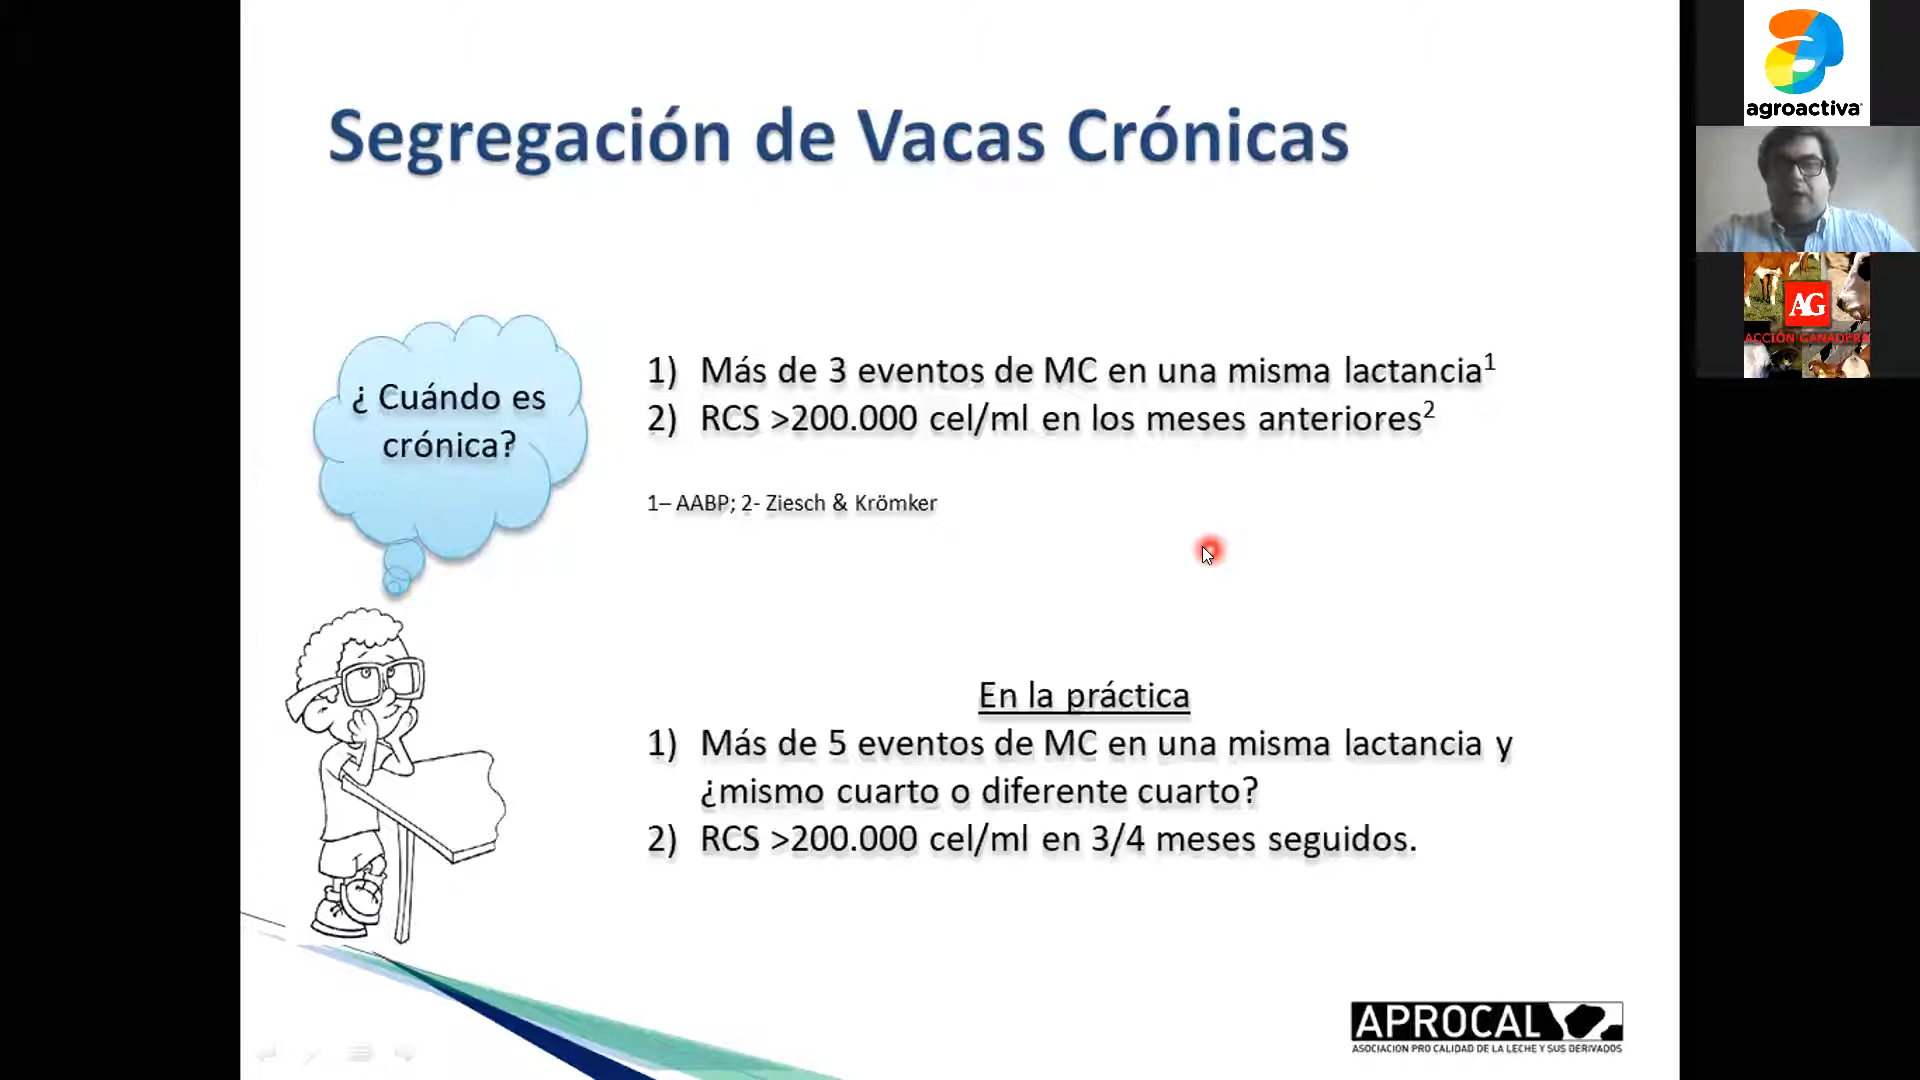 Segregación de Vacas Crónicas
¿ Cuándo es
crónica?
1) Más de 3 eventos de MC en una misma lactancia1
2) RCS >200.000 cel/ml en los meses anteriores2
1– AABP; 2- Ziesch & Krömker
En la práctica
1) Más de 5 eventos de MC en una misma lactancia y
¿mismo cuarto o diferente cuarto?
2) RCS >200.000 cel/ml en 3/4 meses seguidos.
APROCAL
ASOCIACION PRO CALIDAD DE LA LECHE Y SUS DERIVADOS
agroactiva
AG
ACCIÓN GANADERA